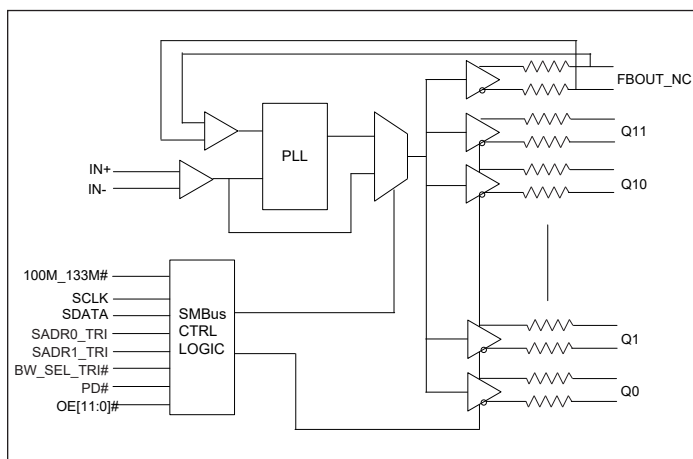 FBOUT_NC
Q11
PLL
IN+
IN-
Q10
100M_133M#
SCLK
SDATA
SADR0_TRI
SADR1_TRI
BW_SEL_TRI#
PD#
OE[11:0]#
SMBus
CTRL
LOGIC
Q1
Q0